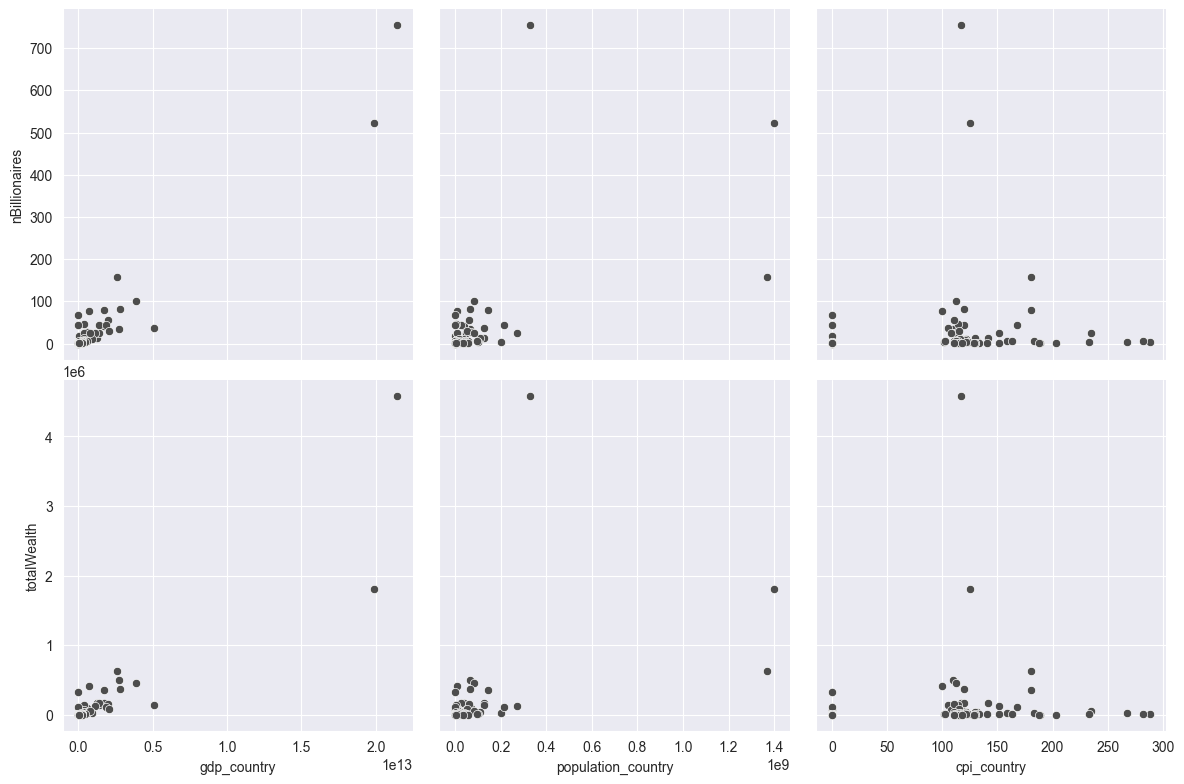 700
600
500
400
300
200
100
0
nBillionaires
1e6
4
3
2
1
0
totalWealth
0.0 0.5 1.0 1.5 2.0
1e13
gdp_country
0.0 0.2 0.4 0.6 0.8 1.0 1.2 1.4
1e9
population_country
0 50 100 150 200 250 300
cpi_country